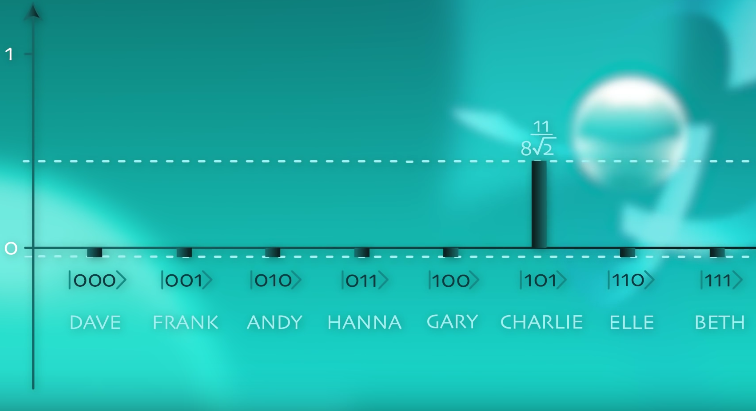 1
11
8√2
0
|000⟩ |001⟩ |010⟩ |011⟩ |100⟩ |101⟩ |110⟩ |111⟩
DAVE FRANK ANDY HANNA GARY CHARLIE ELLE BETH